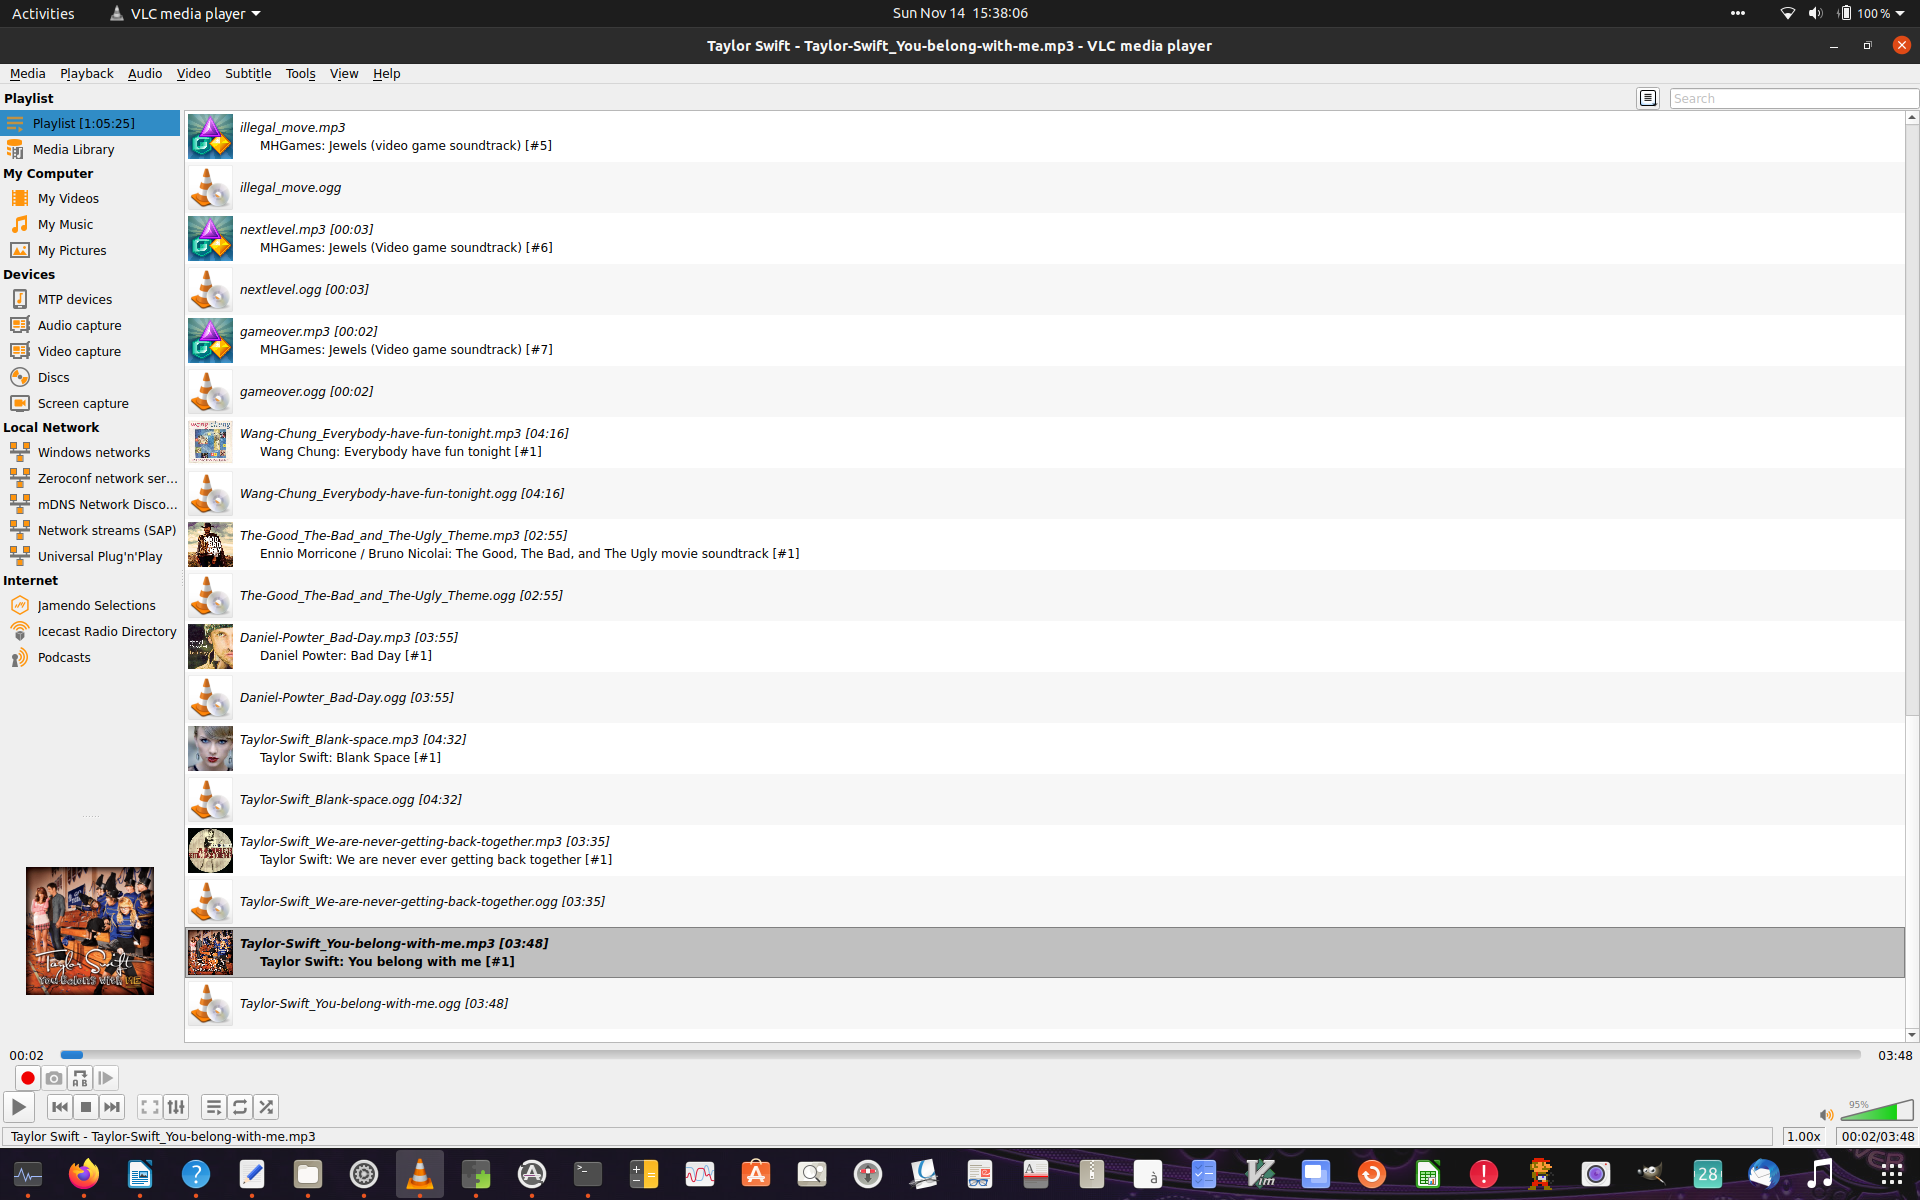 Activities
VLC media player
Sun Nov 14 15:38:06
100 %
Taylor Swift - Taylor-Swift_You-belong-with-me.mp3 - VLC media player
Media Playback Audio Video Subtitle Tools View Help
Playlist
Search
Playlist [1:05:25]
Media Library
My Computer
My Videos
My Music
My Pictures
Devices
MTP devices
Audio capture
Video capture
Discs
Screen capture
Local Network
Windows networks
Zeroconf network ser...
mDNS Network Disco...
Network streams (SAP)
Universal Plug'n'Play
Internet
Jamendo Selections
Icecast Radio Directory
Podcasts
illegal_move.mp3
MHGames: Jewels (video game soundtrack) [#5]
illegal_move.ogg
nextlevel.mp3 [00:03]
MHGames: Jewels (Video game soundtrack) [#6]
nextlevel.ogg [00:03]
gameover.mp3 [00:02]
MHGames: Jewels (Video game soundtrack) [#7]
gameover.ogg [00:02]
Wang-Chung_Everybody-have-fun-tonight.mp3 [04:16]
Wang Chung: Everybody have fun tonight [#1]
Wang-Chung_Everybody-have-fun-tonight.ogg [04:16]
The-Good_The-Bad_and_The-Ugly_Theme.mp3 [02:55]
Ennio Morricone / Bruno Nicolai: The Good, The Bad, and The Ugly movie soundtrack [#1]
The-Good_The-Bad_and_The-Ugly_Theme.ogg [02:55]
Daniel-Powter_Bad-Day.mp3 [03:55]
Daniel Powter: Bad Day [#1]
Daniel-Powter_Bad-Day.ogg [03:55]
Taylor-Swift_Blank-space.mp3 [04:32]
Taylor Swift: Blank Space [#1]
Taylor-Swift_Blank-space.ogg [04:32]
Taylor-Swift_We-are-never-getting-back-together.mp3 [03:35]
Taylor Swift: We are never ever getting back together [#1]
Taylor-Swift_We-are-never-getting-back-together.ogg [03:35]
Taylor-Swift_You-belong-with-me.mp3 [03:48]
Taylor Swift: You belong with me [#1]
Taylor-Swift_You-belong-with-me.ogg [03:48]
Taylor Swift
You Belong With Me
00:02
03:48
A B
95%
Taylor Swift - Taylor-Swift_You-belong-with-me.mp3
1.00x
00:02/03:48
28